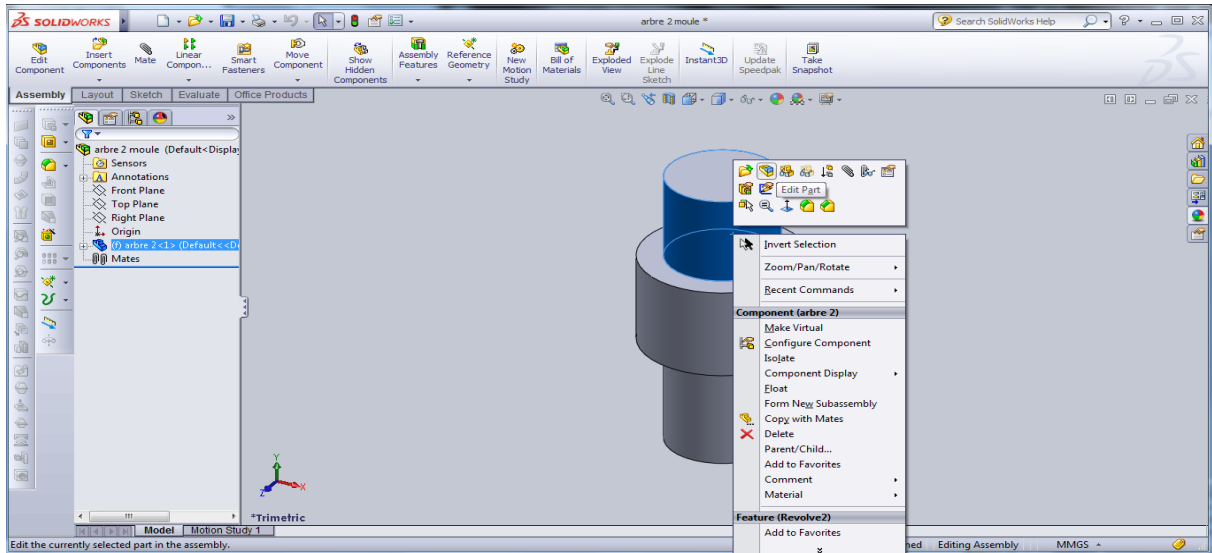 SOLIDWORKS
arbre 2 moule *
Search SolidWorks Help
Edit Component
Insert Components
Mate
Linear Compon...
Smart Fasteners
Move Component
Show Hidden Components
Assembly Features
Reference Geometry
New Motion Study
Bill of Materials
Exploded View
Explode Line Sketch
Instant3D
Update Speedpak
Take Snapshot
Assembly
Layout
Sketch
Evaluate
Office Products
arbre 2 moule (Default<Display
Sensors
Annotations
Front Plane
Top Plane
Right Plane
Origin
(f) arbre 2<1> (Default<<D
Mates
Edit Part
Invert Selection
Zoom/Pan/Rotate
Recent Commands
Component (arbre 2)
Make Virtual
Configure Component
Isolate
Component Display
Float
Form New Subassembly
Copy with Mates
Delete
Parent/Child...
Add to Favorites
Comment
Material
Feature (Revolve2)
Add to Favorites
Y
Z
X
*Trimetric
Model
Motion Study 1
Edit the currently selected part in the assembly.
ned
Editing Assembly
MMGS